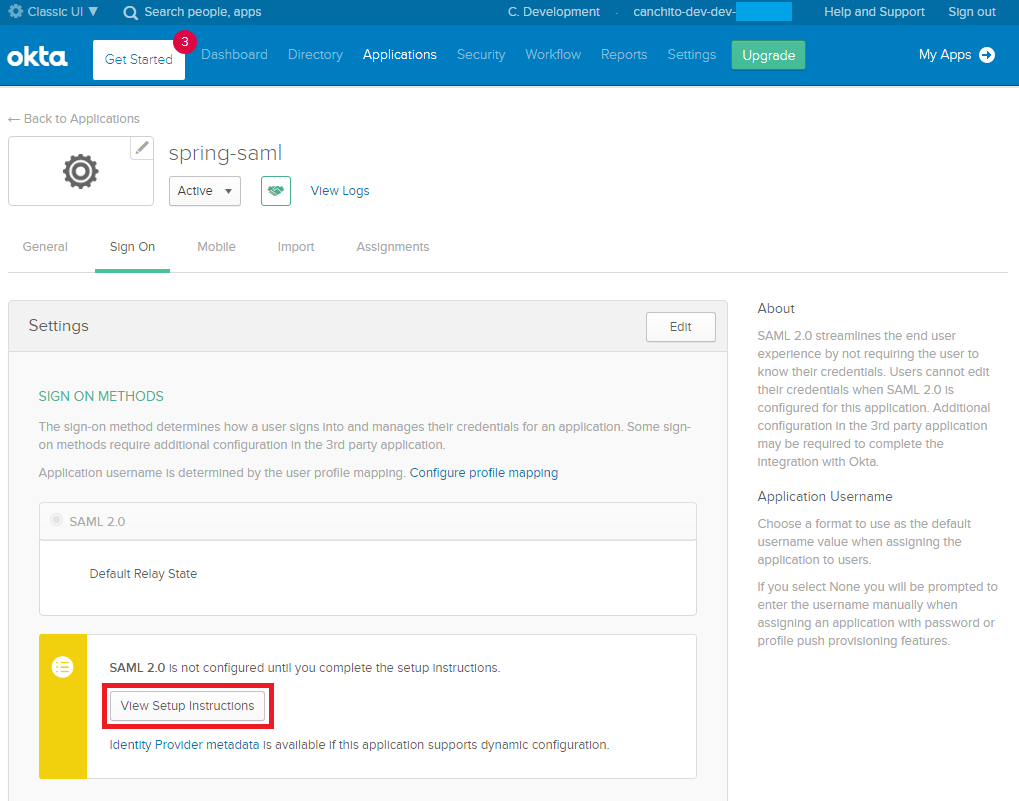 Classic UI ▼ Search people, apps C. Development . canchito-dev-dev- Help and Support Sign out
okta Get Started 3 Dashboard Directory Applications Security Workflow Reports Settings Upgrade My Apps
← Back to Applications
spring-saml
Active ▼ View Logs
General Sign On Mobile Import Assignments
Settings Edit
SIGN ON METHODS
The sign-on method determines how a user signs into and manages their credentials for an application. Some sign-
on methods require additional configuration in the 3rd party application.
Application username is determined by the user profile mapping. Configure profile mapping
SAML 2.0
Default Relay State
SAML 2.0 is not configured until you complete the setup instructions.
View Setup Instructions
Identity Provider metadata is available if this application supports dynamic configuration.
About
SAML 2.0 streamlines the end user
experience by not requiring the user to
know their credentials. Users cannot edit
their credentials when SAML 2.0 is
configured for this application. Additional
configuration in the 3rd party application
may be required to complete the
integration with Okta.
Application Username
Choose a format to use as the default
username value when assigning the
application to users.
If you select None you will be prompted to
enter the username manually when
assigning an application with password or
profile push provisioning features.